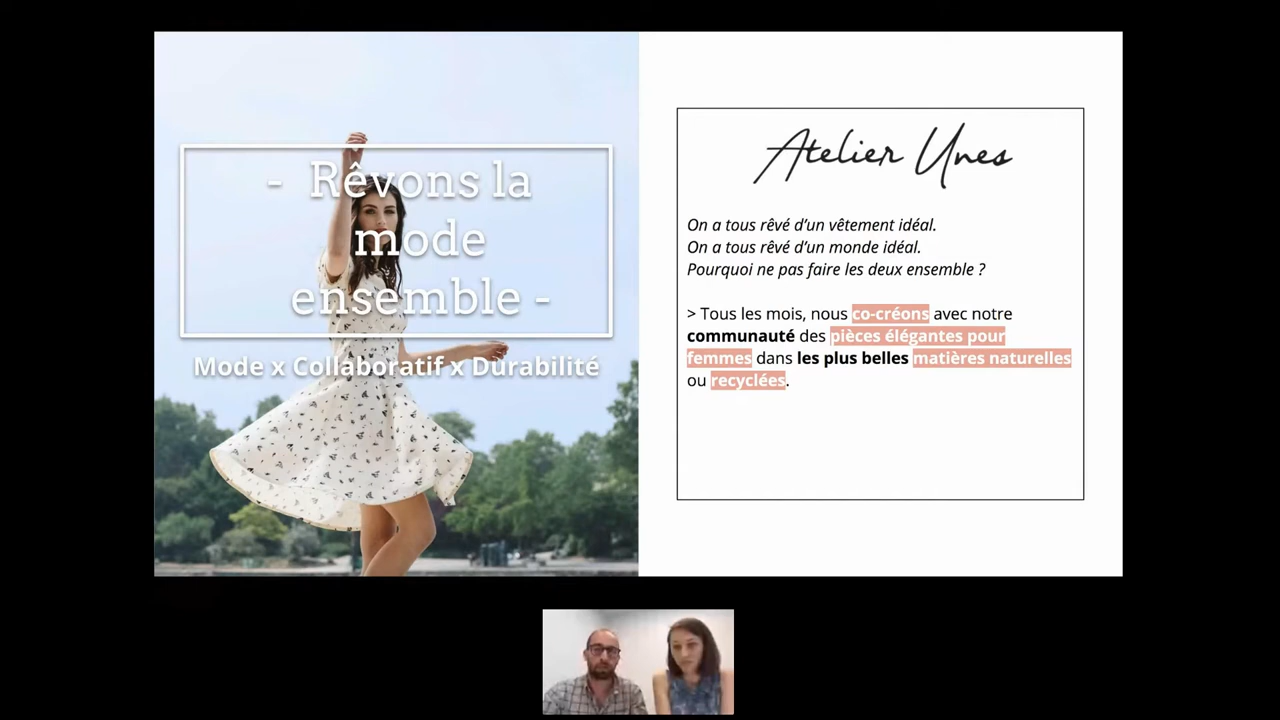 - Rêvons la
mode
ensemble -
Mode x Collaboratif x Durabilité
Atelier Unes
On a tous rêvé d'un vêtement idéal.
On a tous rêvé d'un monde idéal.
Pourquoi ne pas faire les deux ensemble ?
> Tous les mois, nous co-créons avec notre
communauté des pièces élégantes pour
femmes dans les plus belles matières naturelles
ou recyclées.